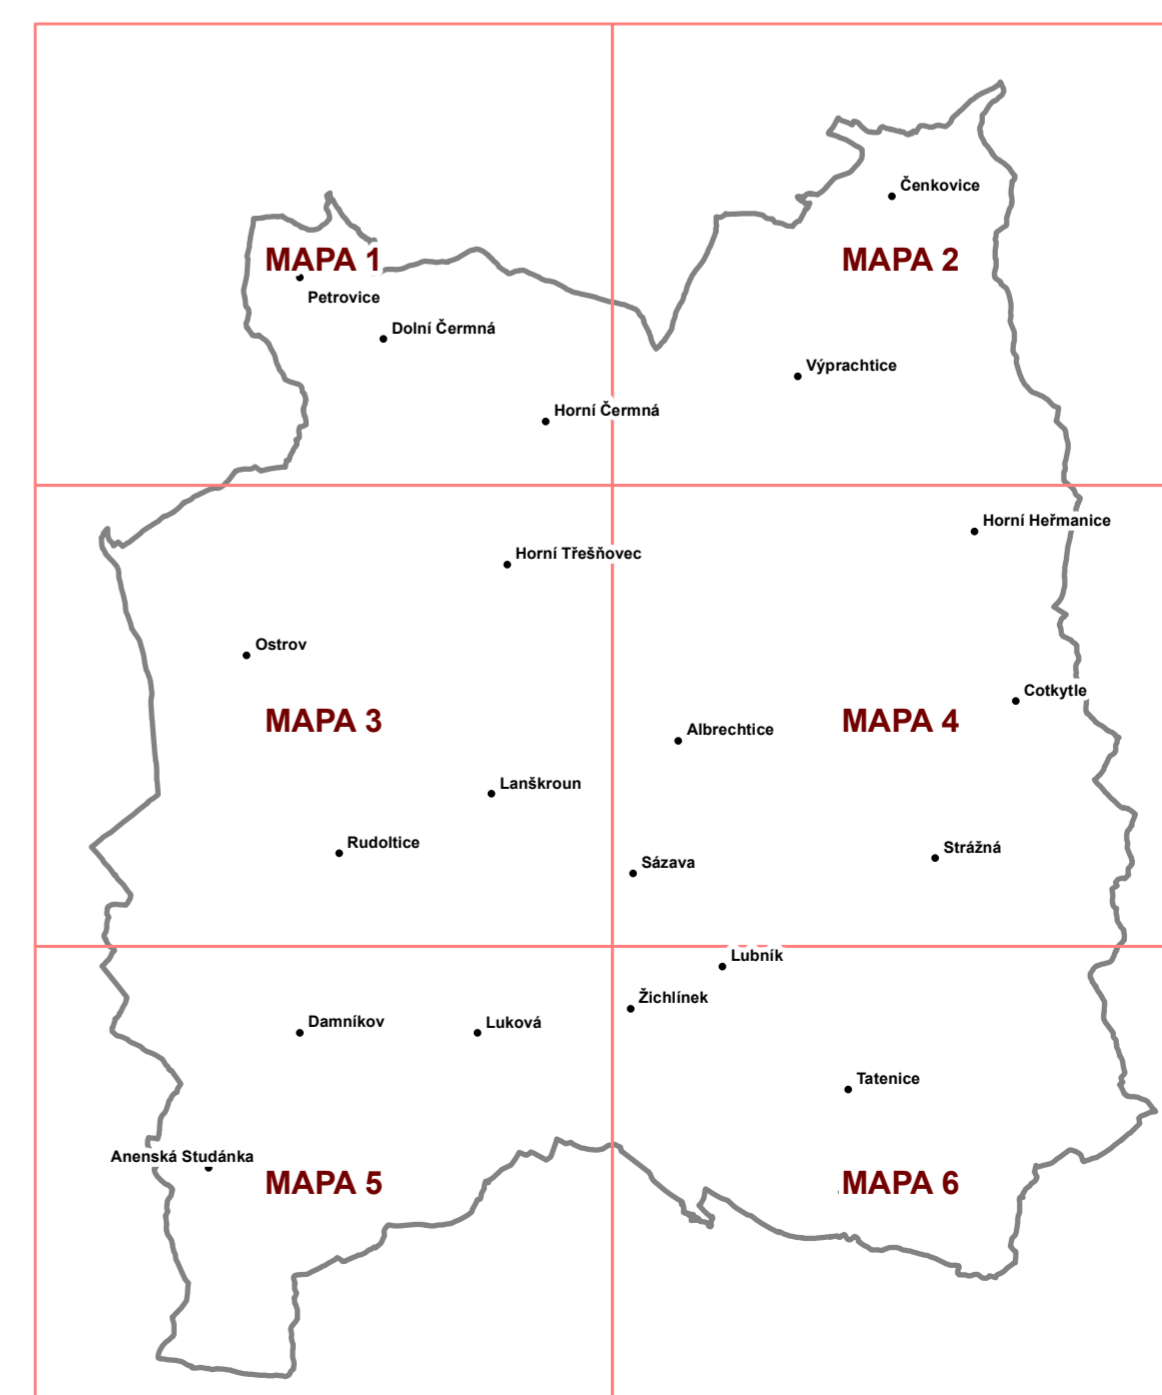 Čenkovice
MAPA 1
MAPA 2
Petrovice
Dolní Čermná
Výprachtice
Horní Čermná
Horní Heřmanice
Horní Třešňovec
Ostrov
Cotkytle
MAPA 3
MAPA 4
Albrechtice
Lanškroun
Rudoltice
Strážná
Sázava
Lubník
Žichlínek
Damníkov
Luková
Tatenice
Anenská Studánka
MAPA 5
MAPA 6